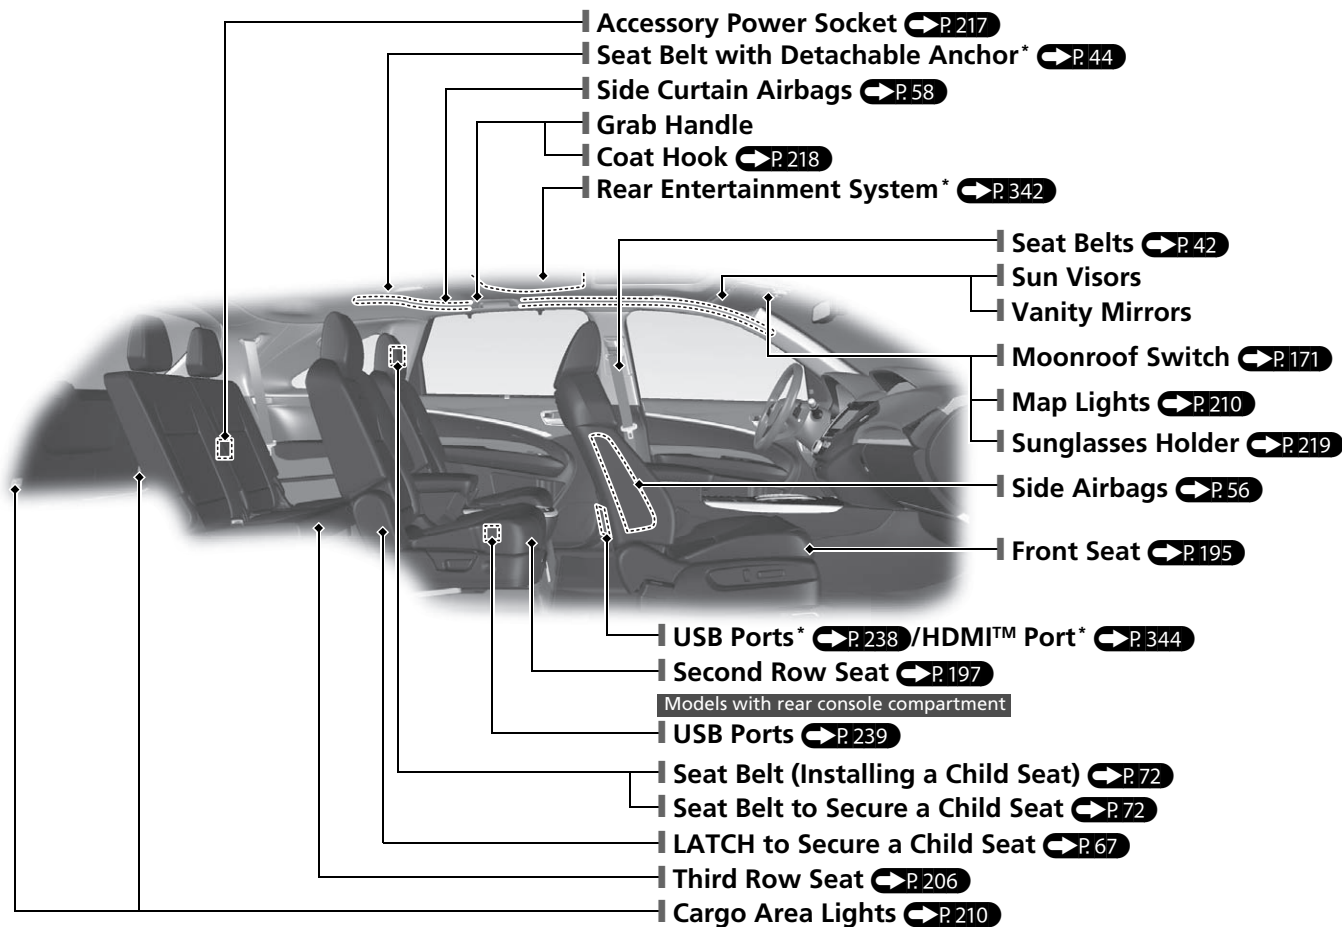 Accessory Power Socket P. 217
Seat Belt with Detachable Anchor* P. 44
Side Curtain Airbags P. 58
Grab Handle
Coat Hook P. 218
Rear Entertainment System* P. 342
Seat Belts P. 42
Sun Visors
Vanity Mirrors
Moonroof Switch P. 171
Map Lights P. 210
Sunglasses Holder P. 219
Side Airbags P. 56
Front Seat P. 195
USB Ports* P. 238/HDMI™ Port* P. 344
Second Row Seat P. 197
Models with rear console compartment
USB Ports P. 239
Seat Belt (Installing a Child Seat) P. 72
Seat Belt to Secure a Child Seat P. 72
LATCH to Secure a Child Seat P. 67
Third Row Seat P. 206
Cargo Area Lights P. 210